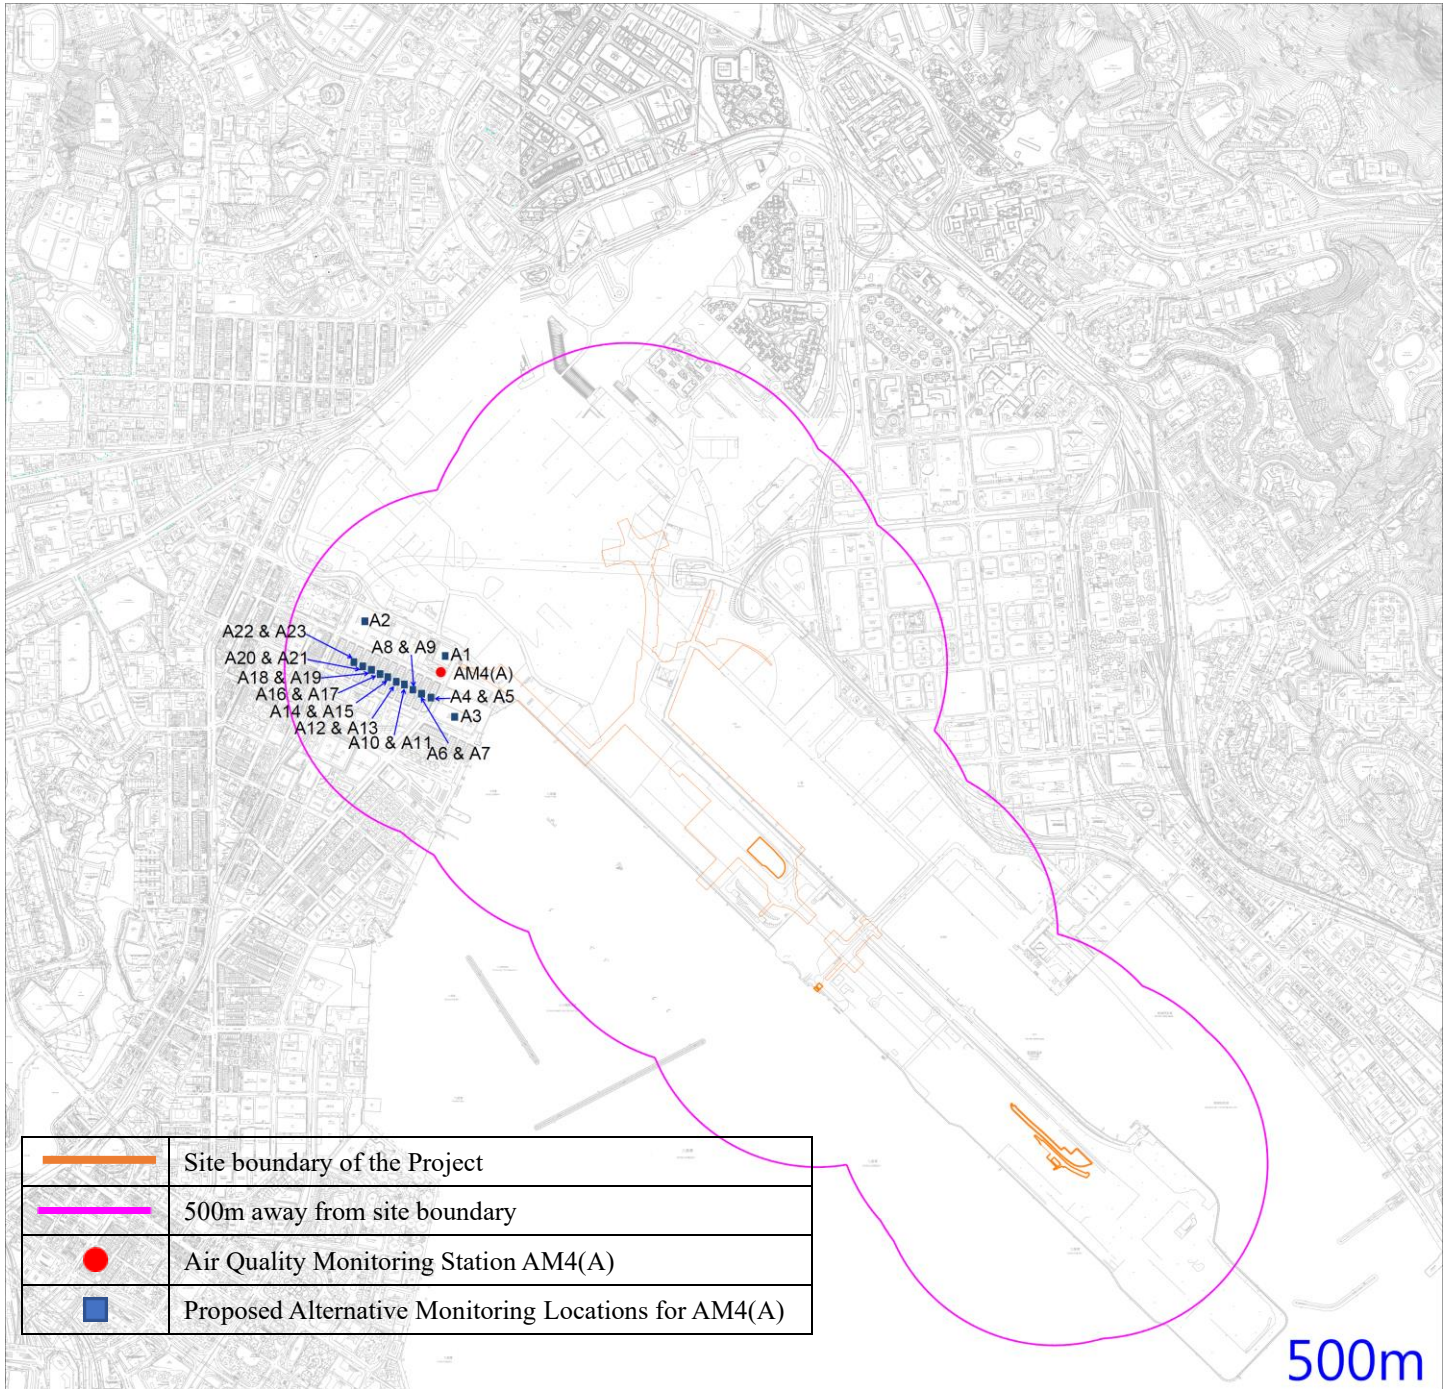 A2
A22 & A23
A8 & A9
A1
A20 & A21
AM4(A)
A18 & A19
A16 & A17
A4 & A5
A14 & A15
A3
A12 & A13
A10 & A11
A6 & A7
Site boundary of the Project
500m away from site boundary
Air Quality Monitoring Station AM4(A)
Proposed Alternative Monitoring Locations for AM4(A)
500m